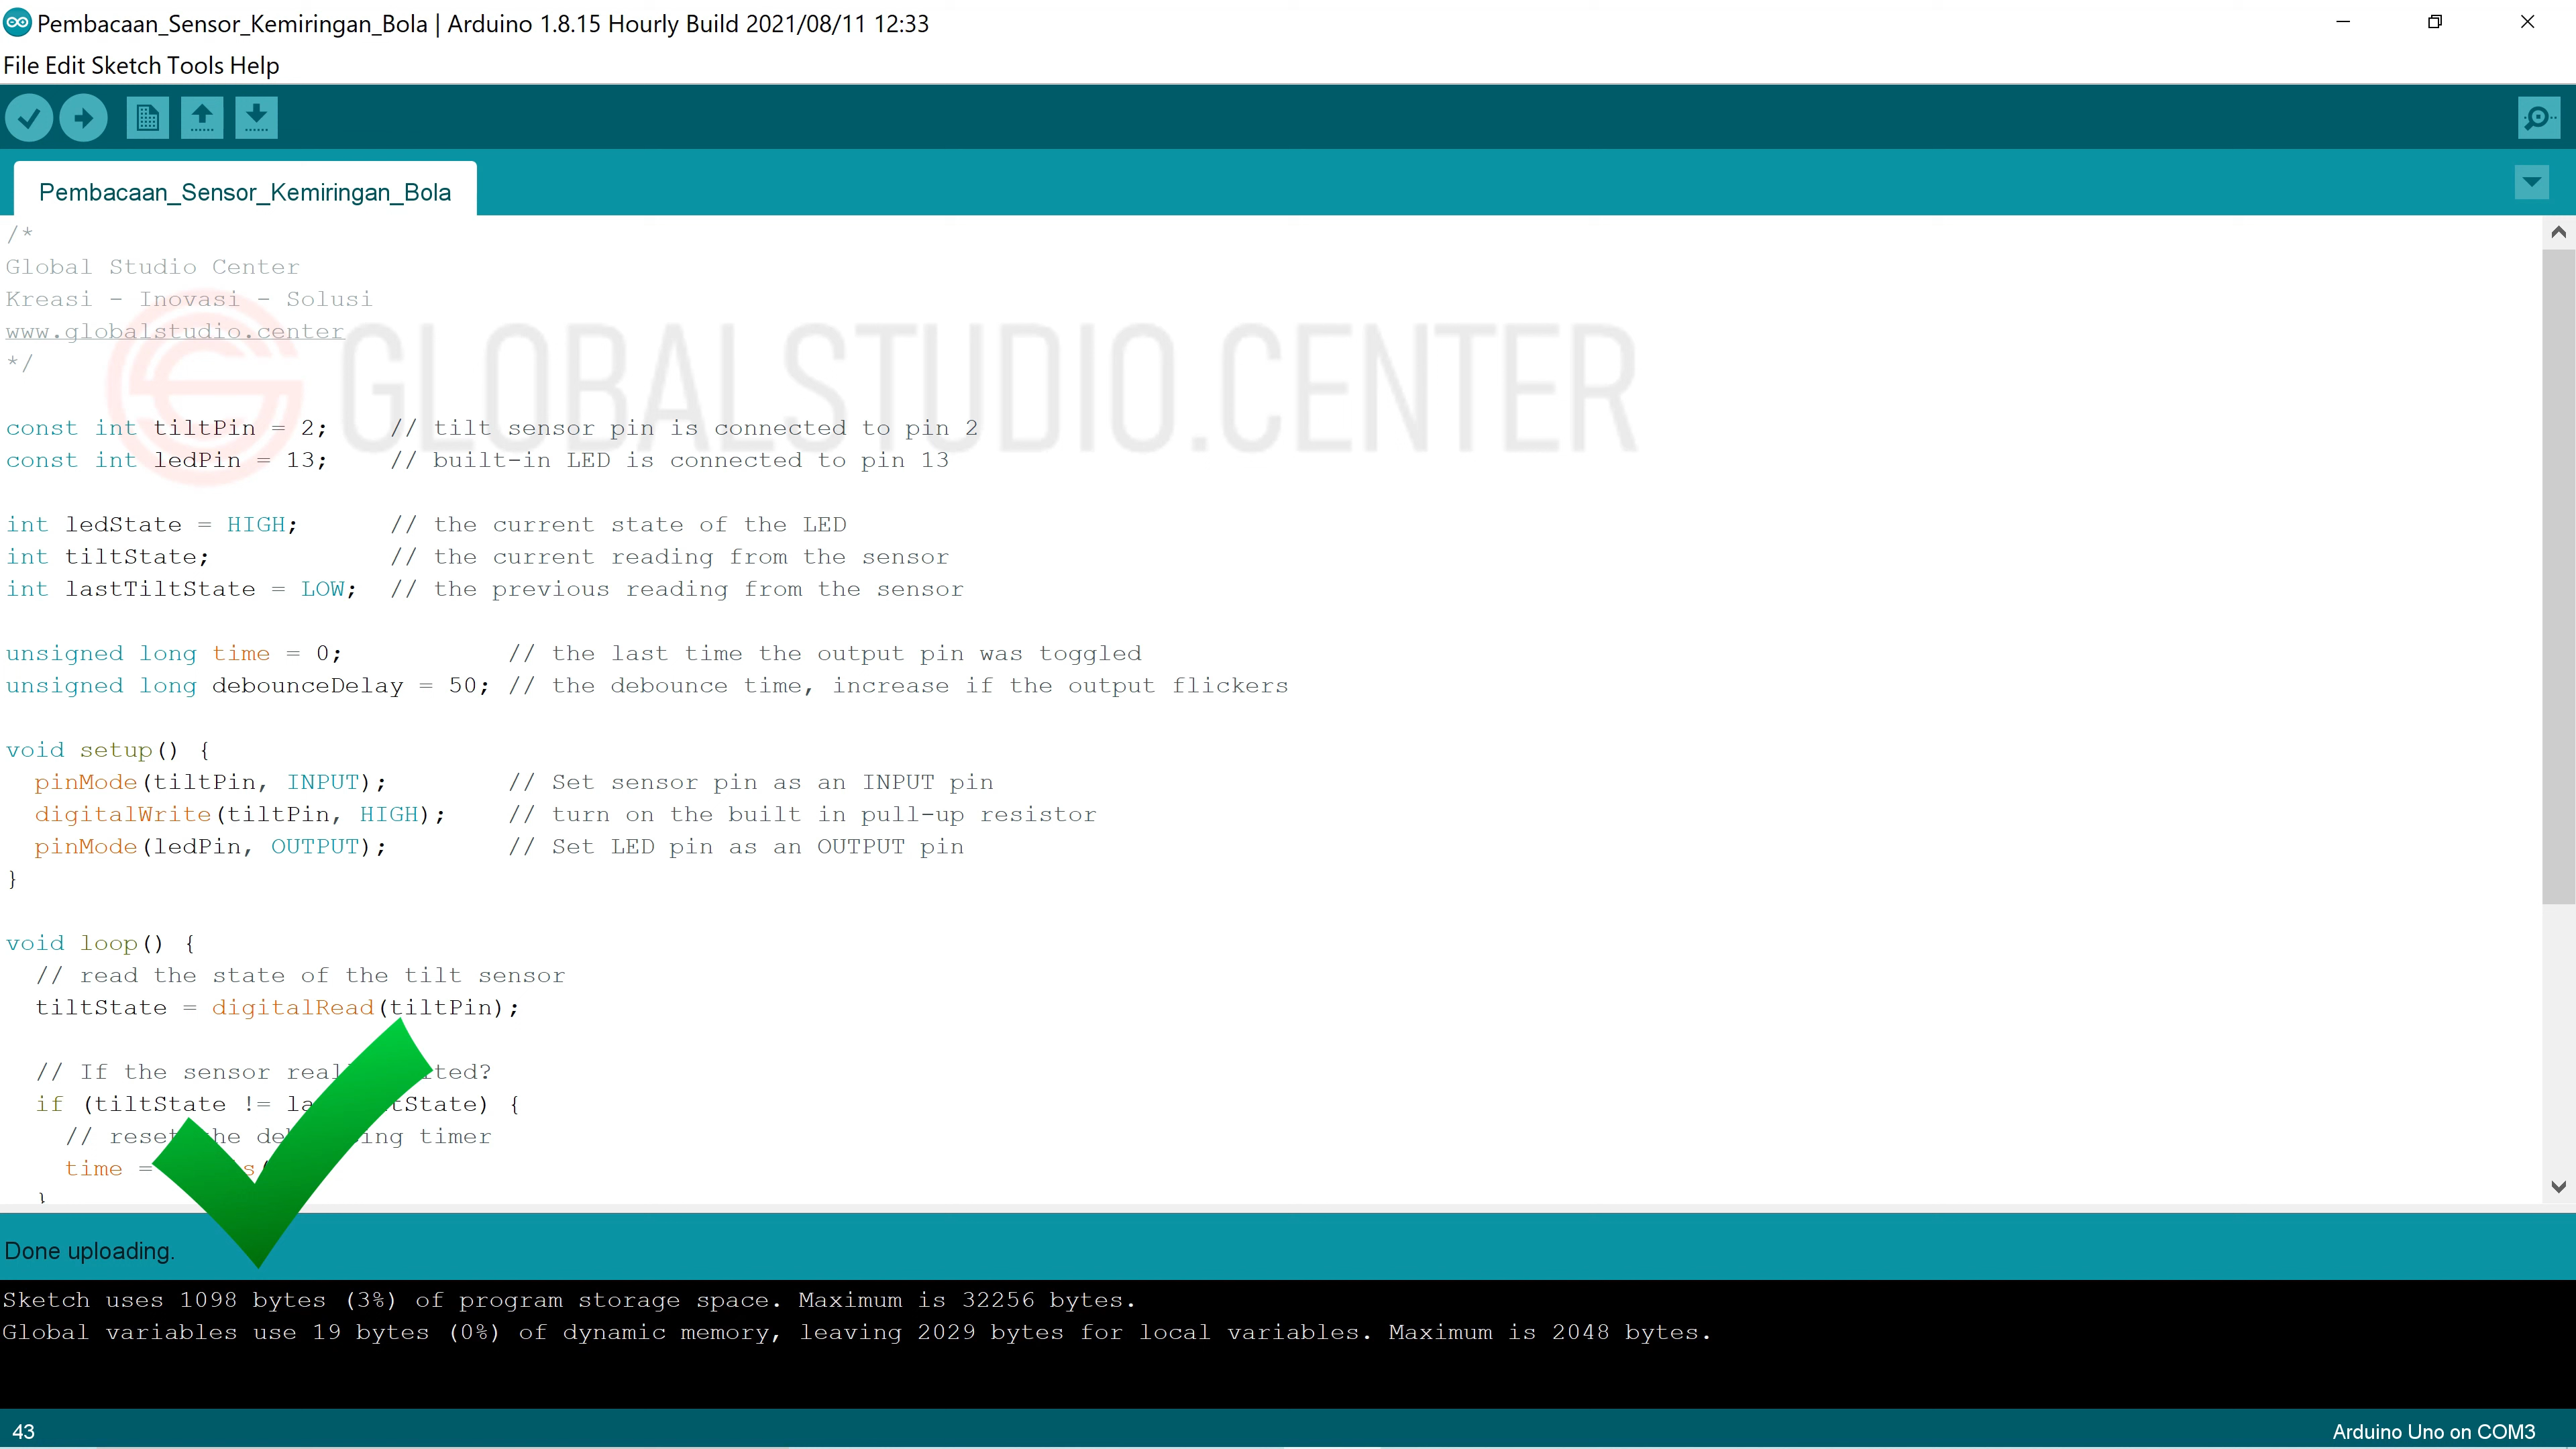 Pembacaan_Sensor_Kemiringan_Bola | Arduino 1.8.15 Hourly Build 2021/08/11 12:33
File Edit Sketch Tools Help
Pembacaan_Sensor_Kemiringan_Bola
/*
Global Studio Center
Kreasi - Inovasi - Solusi
www.globalstudio.center
*/
GLOBALSTUDIO.CENTER
const int tiltPin = 2;    // tilt sensor pin is connected to pin 2
const int ledPin = 13;    // built-in LED is connected to pin 13
int ledState = HIGH;      // the current state of the LED
int tiltState;            // the current reading from the sensor
int lastTiltState = LOW;  // the previous reading from the sensor
unsigned long time = 0;           // the last time the output pin was toggled
unsigned long debounceDelay = 50; // the debounce time, increase if the output flickers
void setup() {
  pinMode(tiltPin, INPUT);        // Set sensor pin as an INPUT pin
  digitalWrite(tiltPin, HIGH);    // turn on the built in pull-up resistor
  pinMode(ledPin, OUTPUT);        // Set LED pin as an OUTPUT pin
}
void loop() {
  // read the state of the tilt sensor
  tiltState = digitalRead(tiltPin);
  // If the sensor
  if (tiltState != {
    // reset timer
    time =
  }
Done uploading.
Sketch uses 1098 bytes (3%) of program storage space. Maximum is 32256 bytes.
Global variables use 19 bytes (0%) of dynamic memory, leaving 2029 bytes for local variables. Maximum is 2048 bytes.
43
Arduino Uno on COM3